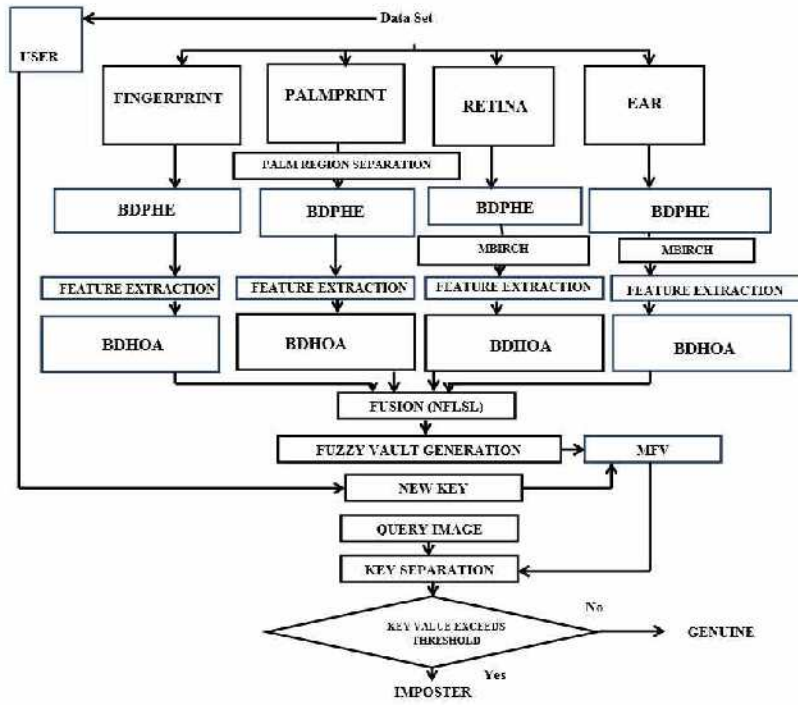 Data Set
USER
FINGERPRINT
PALMPRINT
RETINA
EAR
PALM REGION SEPARATION
BDPHE
BDPHE
BDPHE
BDPHE
MBIRCH
MBIRCH
FEATURE EXTRACTION
FEATURE EXTRACTION
FEATURE EXTRACTION
FEATURE EXTRACTION
BDHOA
BDHOA
BDHOA
BDHOA
FUSION (NFLSL)
FUZZY VAULT GENERATION
MFV
NEW KEY
QUERY IMAGE
KEY SEPARATION
No
KEY VALUE EXCEEDS
THRESHOLD
GENUINE
Yes
IMPOSTER